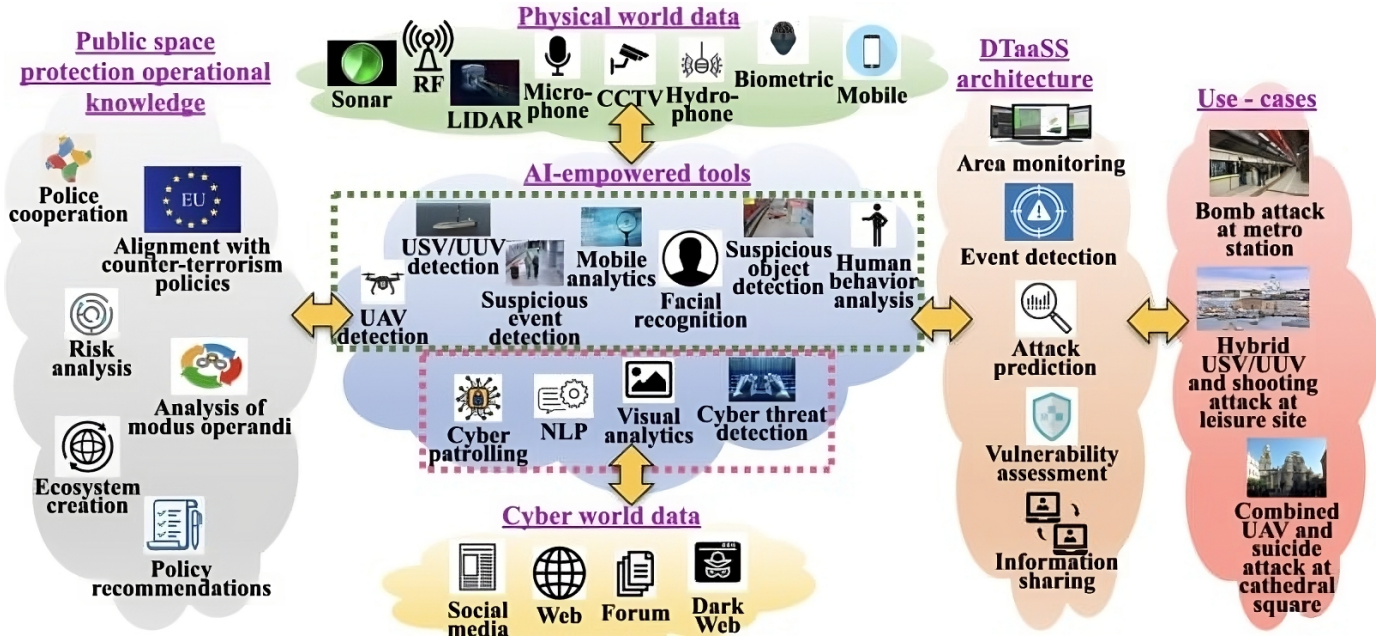 Public space
protection operational
knowledge
Police
cooperation
EU
Alignment with
counter-terrorism
policies
Risk
analysis
Analysis of
modus operandi
Ecosystem
creation
Policy
recommendations
Physical world data
Sonar
RF
LIDAR
Micro-
phone
CCTV
Hydro-
phone
Biometric
Mobile
AI-empowered tools
UAV
detection
USV/UUV
detection
Suspicious
event
detection
Mobile
analytics
Facial
recognition
Suspicious
object
detection
Human
behavior
analysis
Cyber
patrolling
NLP
Visual
analytics
Cyber threat
detection
Cyber world data
Social
media
Web
Forum
Dark
Web
DTaaSS
architecture
Area monitoring
Event detection
Attack
prediction
Vulnerability
assessment
Information
sharing
Use - cases
Bomb attack
at metro
station
Hybrid
USV/UUV
and shooting
attack at
leisure site
Combined
UAV and
suicide
attack at
cathedral
square